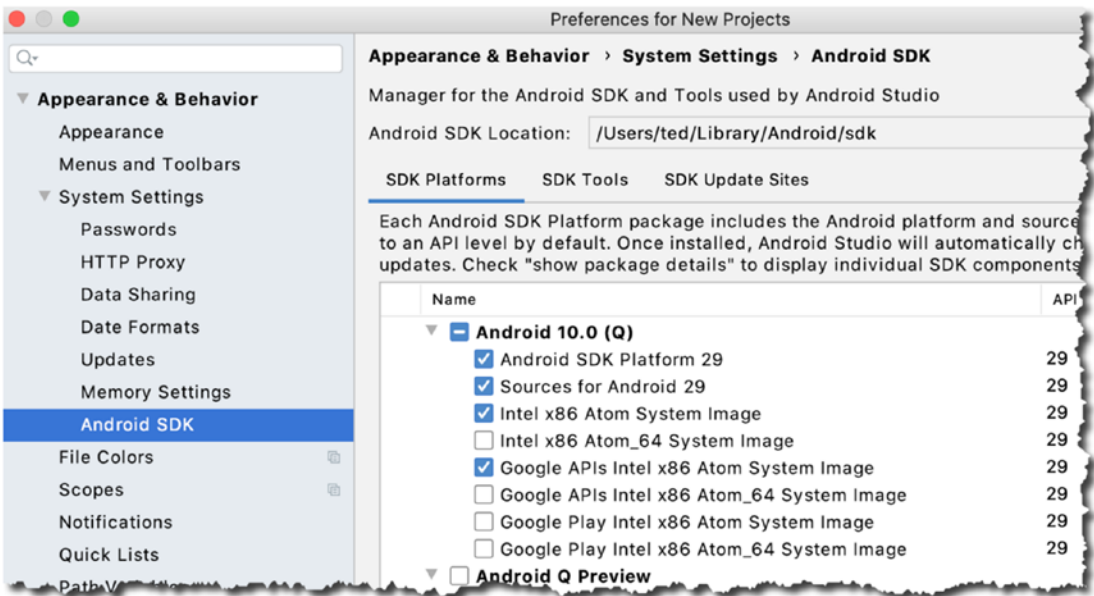 Preferences for New Projects
Appearance & Behavior
Appearance
Menus and Toolbars
System Settings
Passwords
HTTP Proxy
Data Sharing
Date Formats
Updates
Memory Settings
Android SDK
File Colors
Scopes
Notifications
Quick Lists
Path
Appearance & Behavior › System Settings › Android SDK
Manager for the Android SDK and Tools used by Android Studio
Android SDK Location: /Users/ted/Library/Android/sdk
SDK Platforms SDK Tools SDK Update Sites
Each Android SDK Platform package includes the Android platform and source
to an API level by default. Once installed, Android Studio will automatically ch
updates. Check "show package details" to display individual SDK components
Name API
Android 10.0 (Q)
Android SDK Platform 29 29
Sources for Android 29 29
Intel x86 Atom System Image 29
Intel x86 Atom_64 System Image 29
Google APIs Intel x86 Atom System Image 29
Google APIs Intel x86 Atom_64 System Image 29
Google Play Intel x86 Atom System Image 29
Google Play Intel x86 Atom_64 System Image 29
Android Q Preview